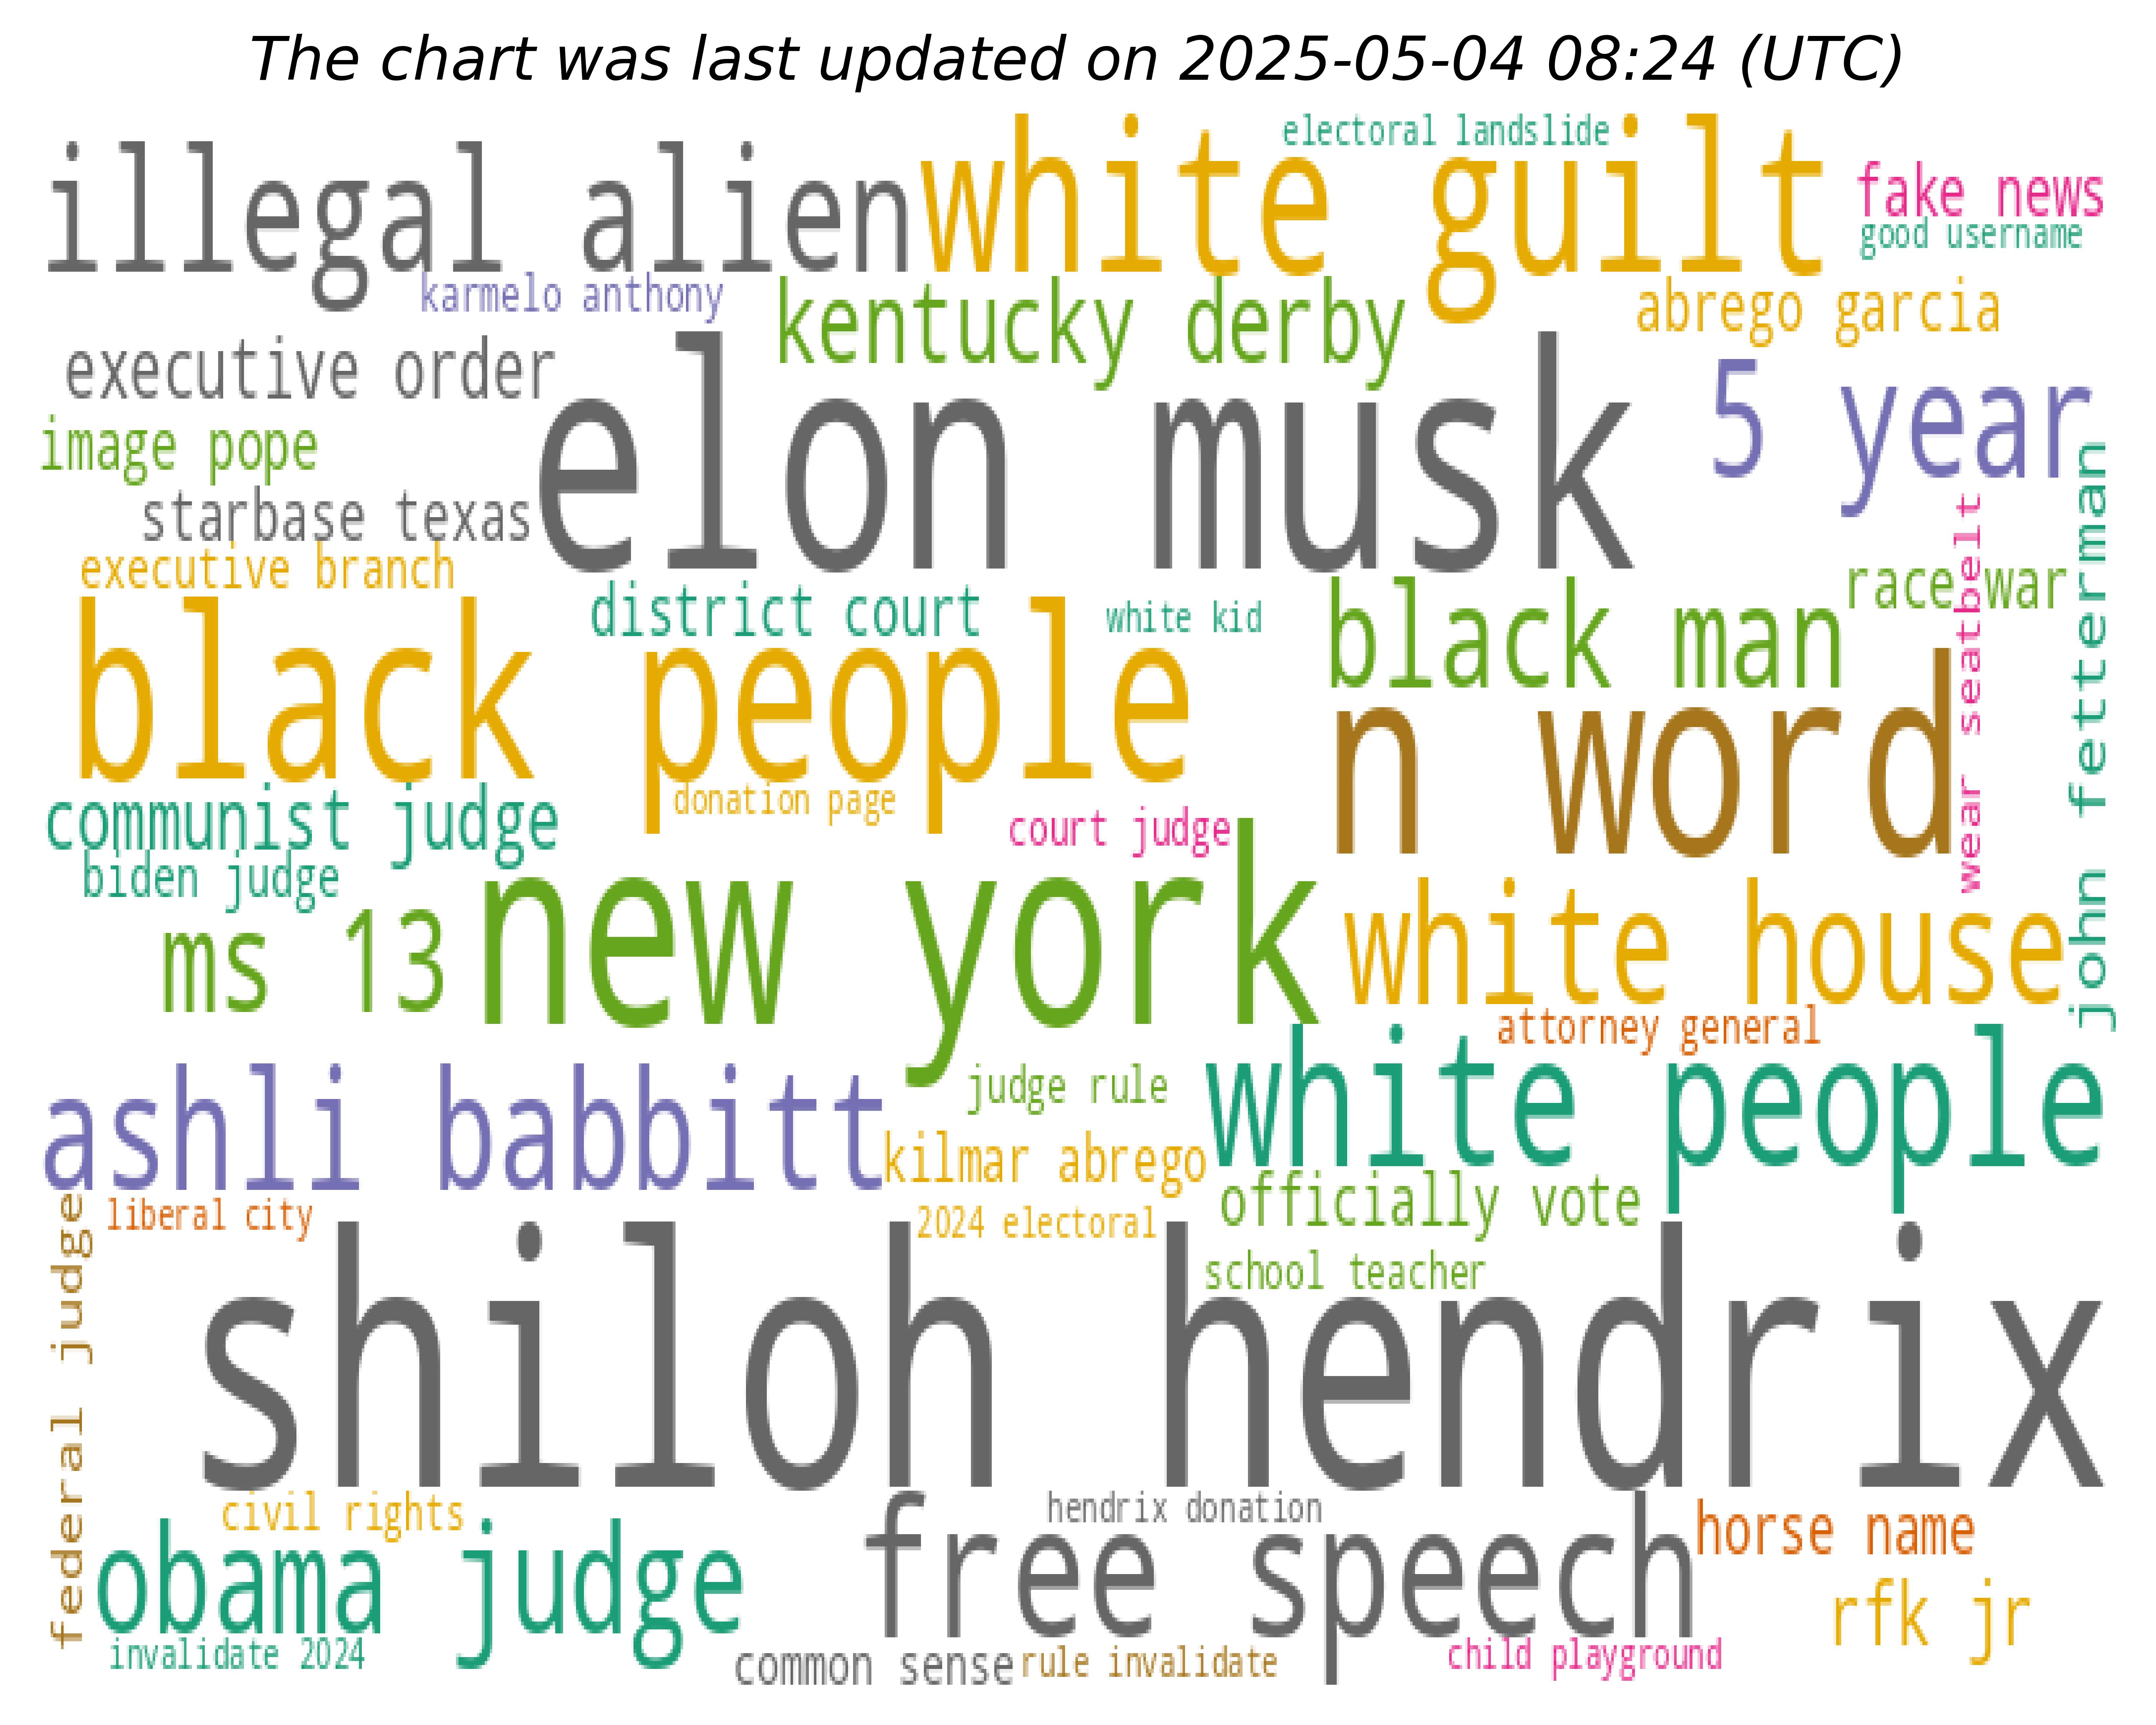 The chart was last updated on 2025-05-04 08:24 (UTC)
electoral landslide
illegal alien
white guilt
fake news
good username
karmelo anthony
kentucky derby
abrego garcia
executive order
elon musk
5 year
image pope
starbase texas
john fetterman
wear seatbelt
executive branch
district court
white kid
black man
race war
black people
n word
donation page
communist judge
court judge
biden judge
new york
white house
ms 13
attorney general
ashli babbitt
judge rule
white people
kilmar abrego
officially vote
liberal city
2024 electoral
federal judge
school teacher
shiloh hendrix
civil rights
hendrix donation
horse name
obama judge
free speech
rfk jr
invalidate 2024
common sense
rule invalidate
child playground